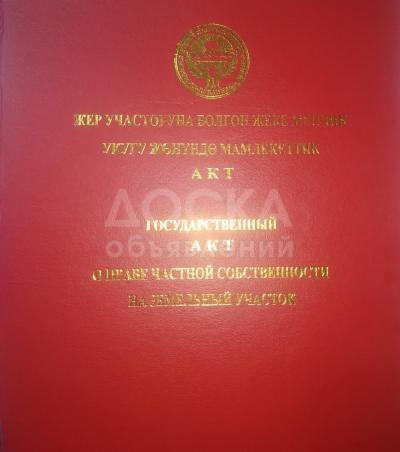 ЖЕР УЧАСТОГУНА БОЛГОН ЖЕКЕ МЕНЧИК
УКУГУ ЖӨНҮНДӨ МАМЛЕКЕТТИК
АКТ
ГОСУДАРСТВЕННЫЙ
АКТ
О ПРАВЕ ЧАСТНОЙ СОБСТВЕННОСТИ
НА ЗЕМЕЛЬНЫЙ УЧАСТОК
ДОСКА
объявлений